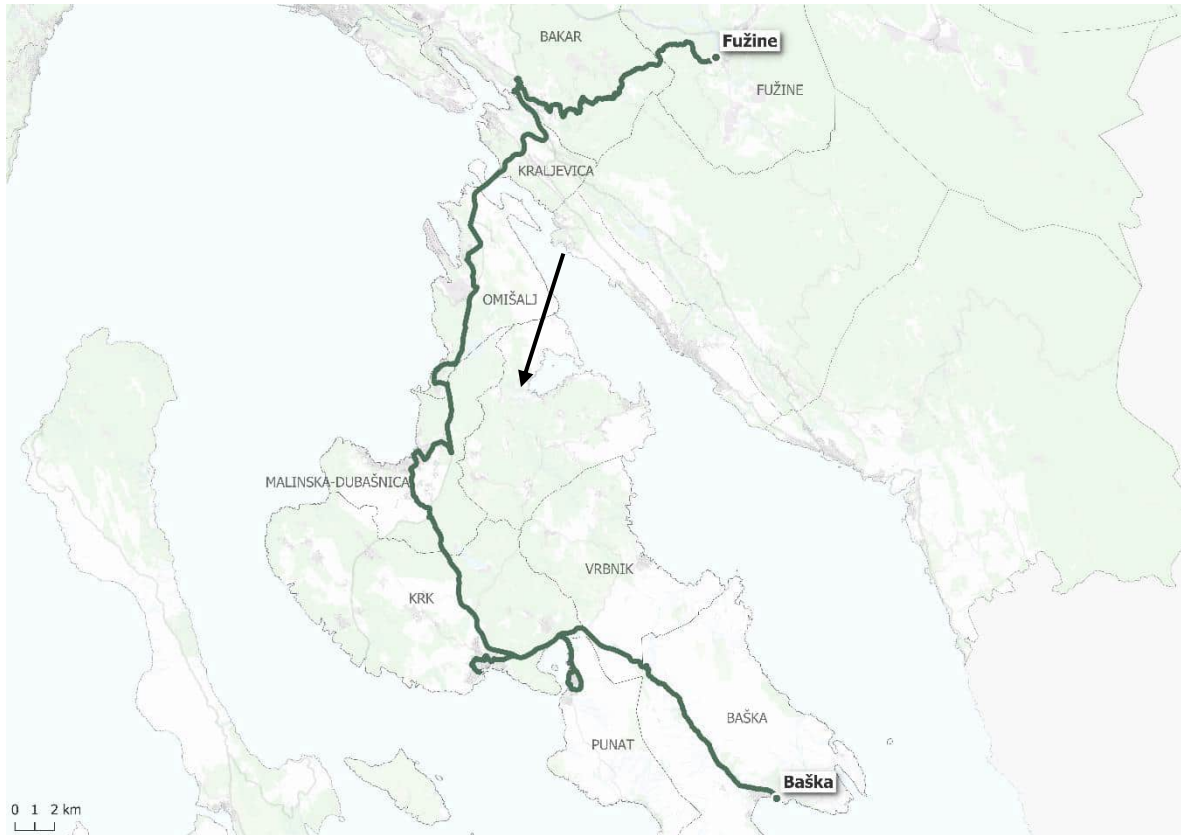 BAKAR
Fužine
FUŽINE
KRALJEVICA
OMIŠALJ
MALINSKA-DUBAŠNICA
VRBNIK
KRK
BAŠKA
PUNAT
Baška
0 1 2 km